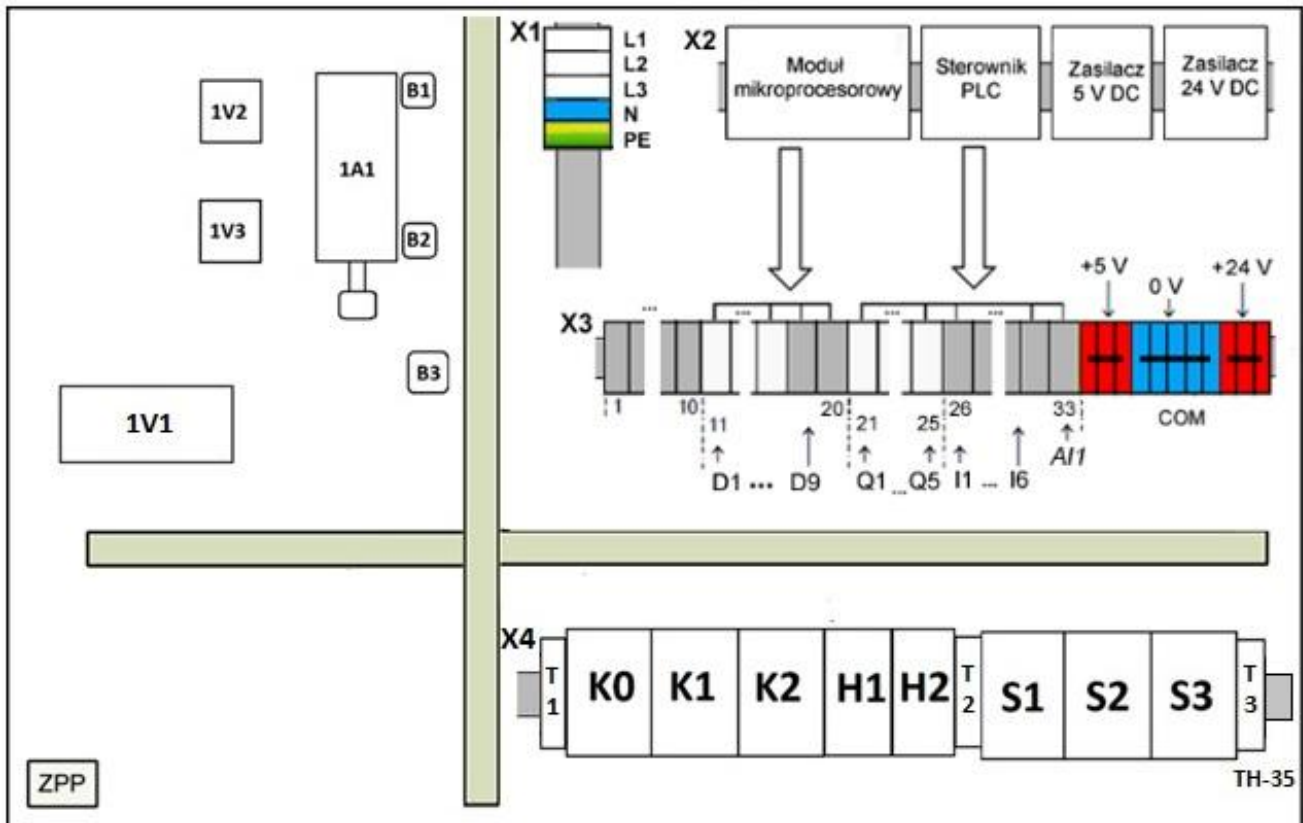 X1
L1
L2
L3
N
PE
X2
Moduł
mikroprocesorowy
Sterownik
PLC
Zasilacz
5 V DC
Zasilacz
24 V DC
1V2
1A1
B1
1V3
B2
B3
1V1
X3
...
...
...
...
+5 V
0 V
+24 V
1
10
11
20
21
25
26
33
COM
D1 ... D9
Q1 ... Q5
I1 ... I6
AI1
X4
T
1
K0
K1
K2
H1
H2
T
2
S1
S2
S3
T
3
TH-35
ZPP